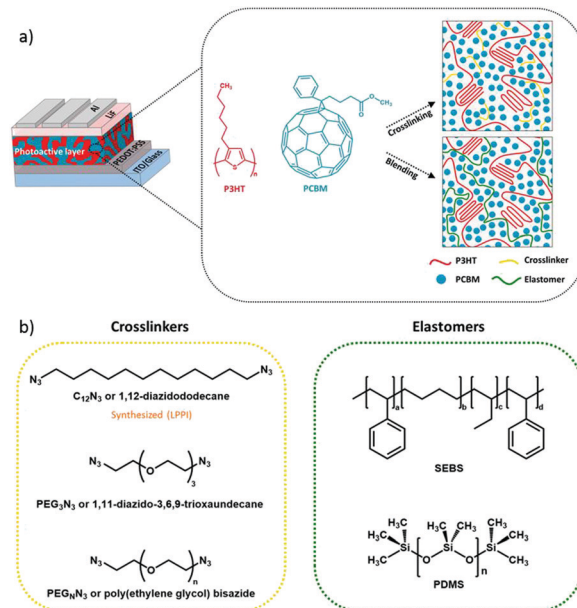 a)
Al
LiF
Photoactive layer
PEDOT:PSS
ITO/Glass
CH₃
S
n
P3HT
O
O
CH₃
PCBM
Crosslinking
Blending
P3HT
Crosslinker
PCBM
Elastomer
b)
Crosslinkers
Elastomers
N₃
N₃
C₁₂N₃ or 1,12-diazidododecane
Synthesized (LPPI)
N₃
O
N₃
3
PEG₃N₃ or 1,11-diazido-3,6,9-trioxaundecane
N₃
O
N₃
n
PEG_NN₃ or poly(ethylene glycol) bisazide
a
b
c
d
SEBS
H₃C
CH₃
H₃C
CH₃
H₃C
CH₃
H₃C
Si
O
Si
O
Si
CH₃
CH₃
n
PDMS